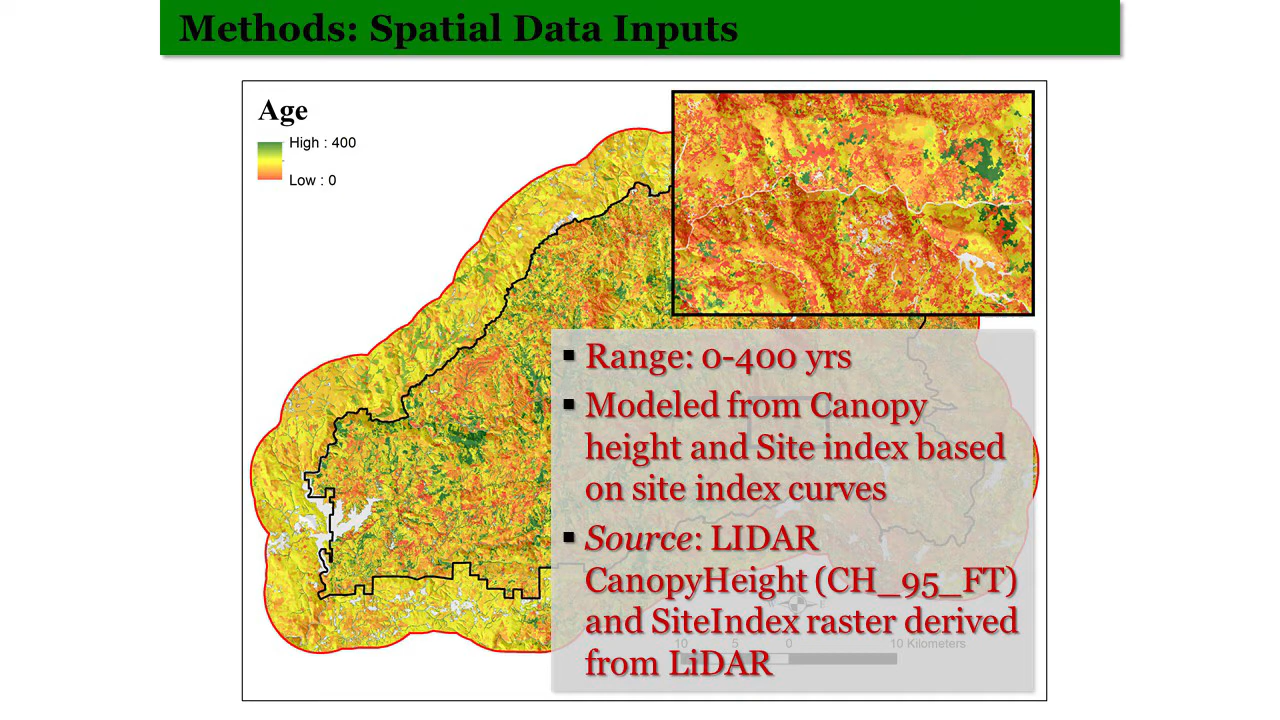 Methods: Spatial Data Inputs
Age
High : 400
Low : 0
▪ Range: 0-400 yrs
▪ Modeled from Canopy
height and Site index based
on site index curves
▪ Source: LIDAR
CanopyHeight (CH_95_FT)
and SiteIndex raster derived
from LiDAR
10 5 0 10 Kilometers